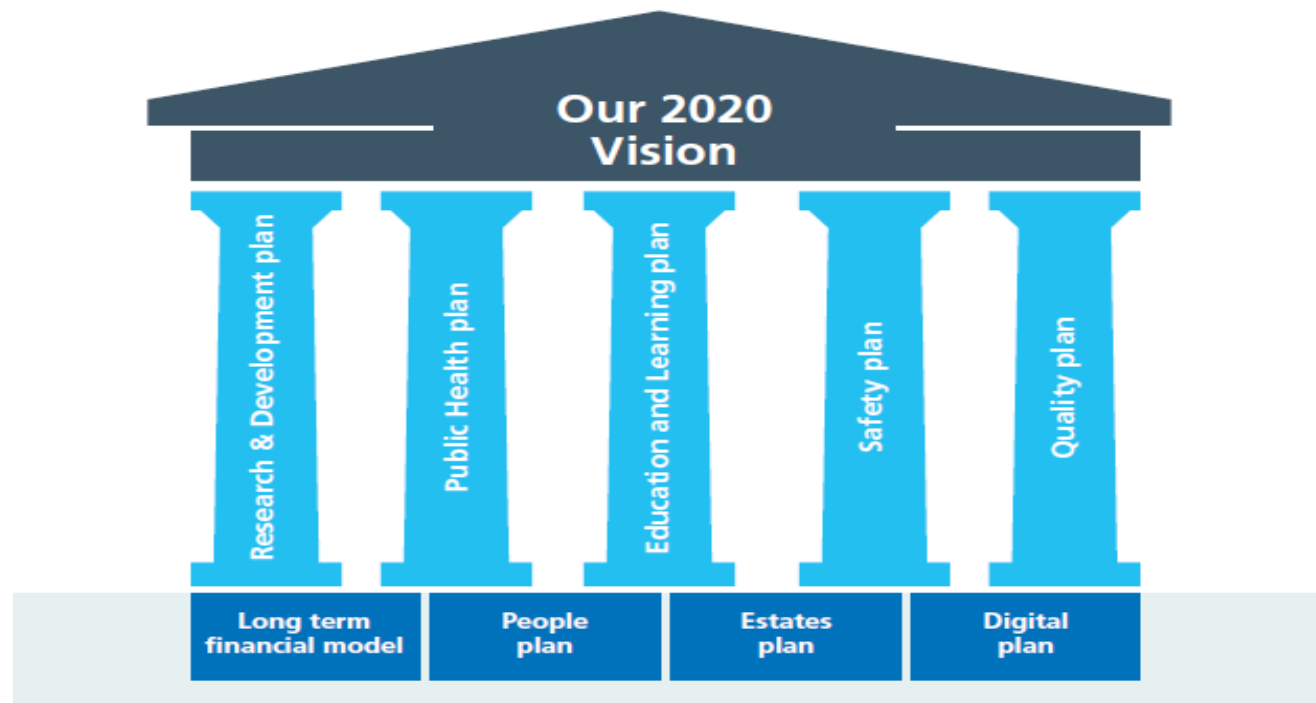 Our 2020
Vision
Research & Development plan
Public Health plan
Education and Learning plan
Safety plan
Quality plan
Long term
financial model
People
plan
Estates
plan
Digital
plan